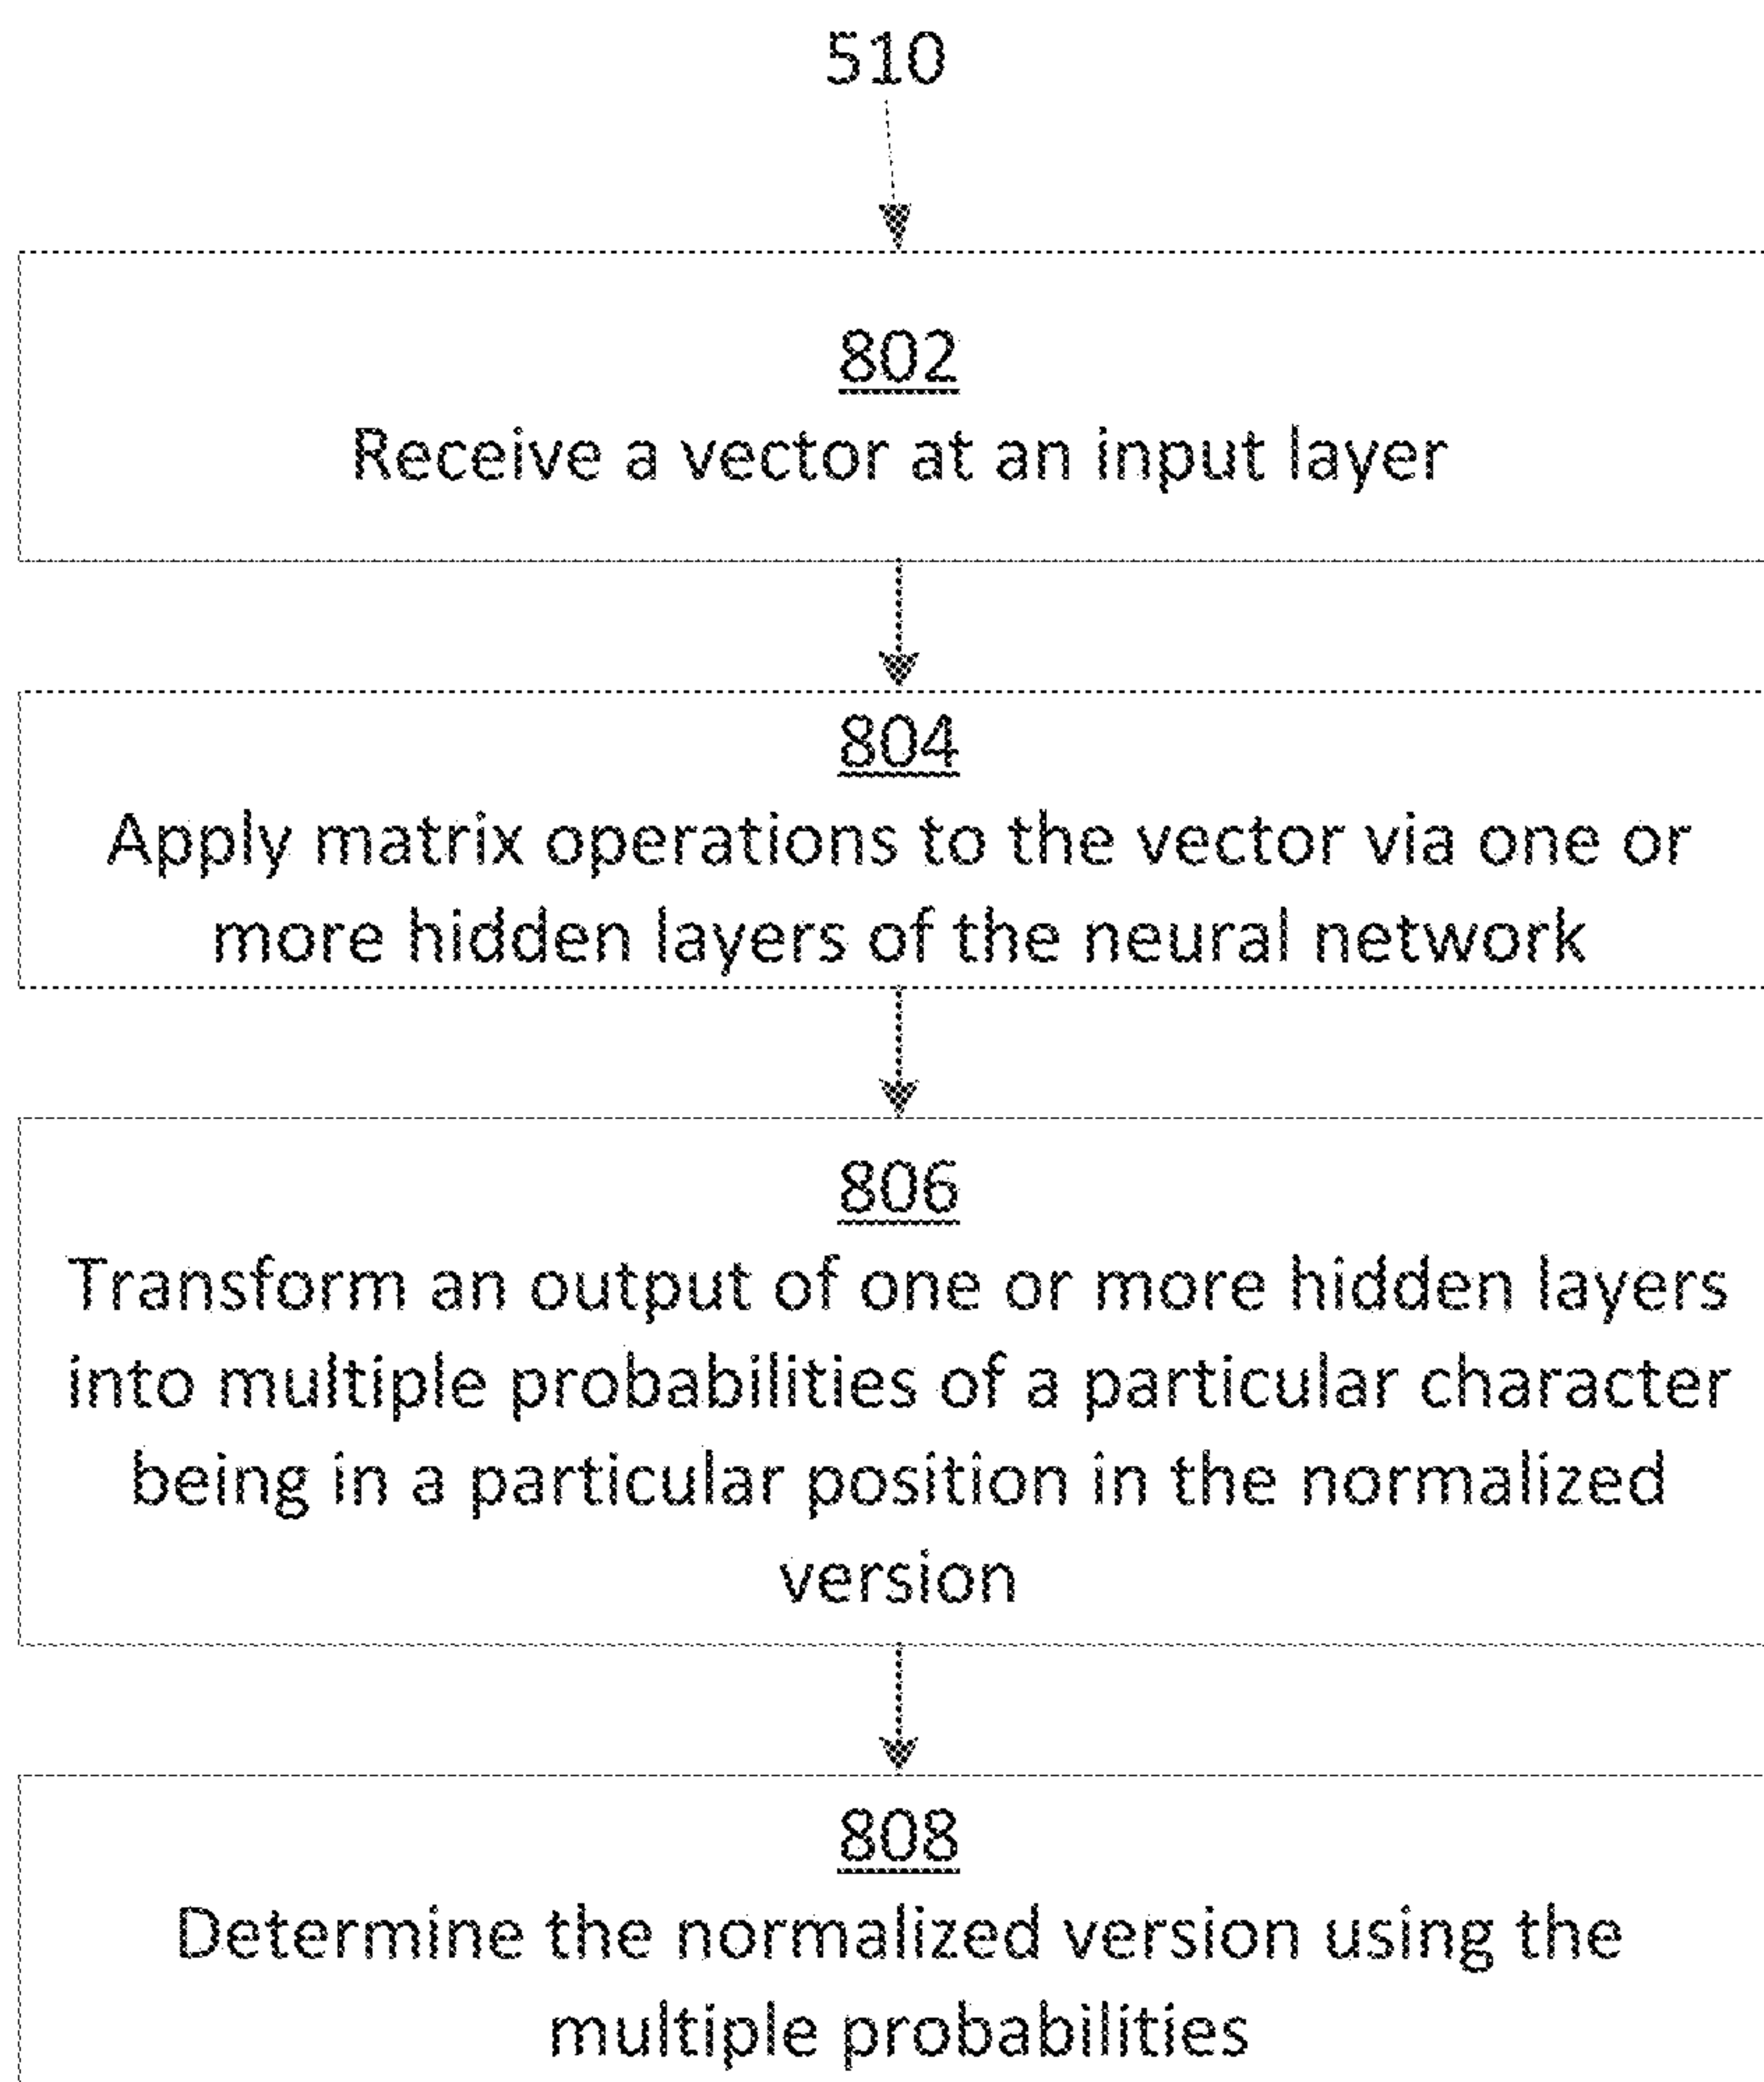 510
802
Receive a vector at an input layer
804
Apply matrix operations to the vector via one or
more hidden layers of the neural network
806
Transform an output of one or more hidden layers
into multiple probabilities of a particular character
being in a particular position in the normalized
version
808
Determine the normalized version using the
multiple probabilities